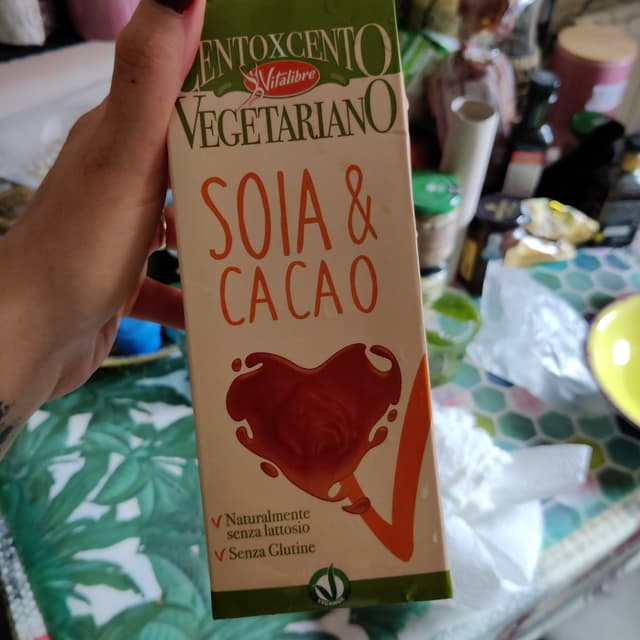 CENTOXCENTO
Vitalibre
VEGETARIANO
SOIA &
CACAO
Naturalmente
senza lattosio
Senza Glutine